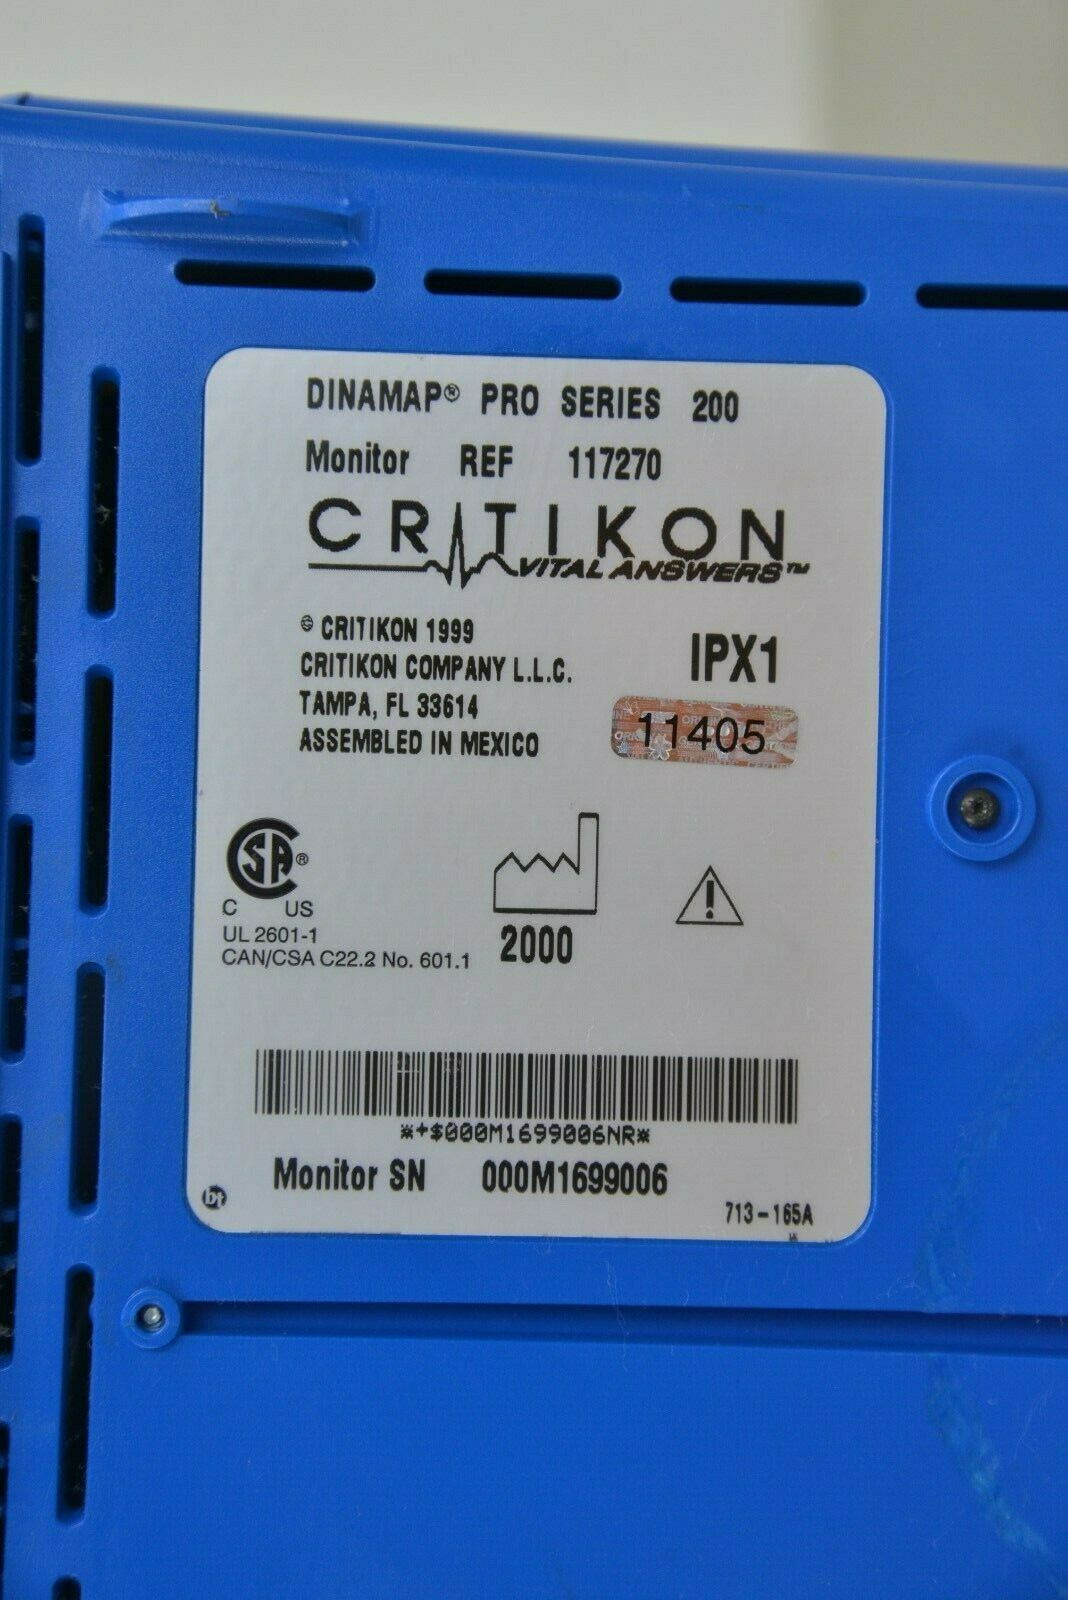 DINAMAP® PRO SERIES 200
Monitor REF 117270
CRITIKON
VITAL ANSWERS™
© CRITIKON 1999
CRITIKON COMPANY L.L.C.
TAMPA, FL 33614
ASSEMBLED IN MEXICO
IPX1
11405
CSA®
C US
UL 2601-1
CAN/CSA C22.2 No. 601.1
2000
*+$000M1699006NR*
Monitor SN 000M1699006
713-165A